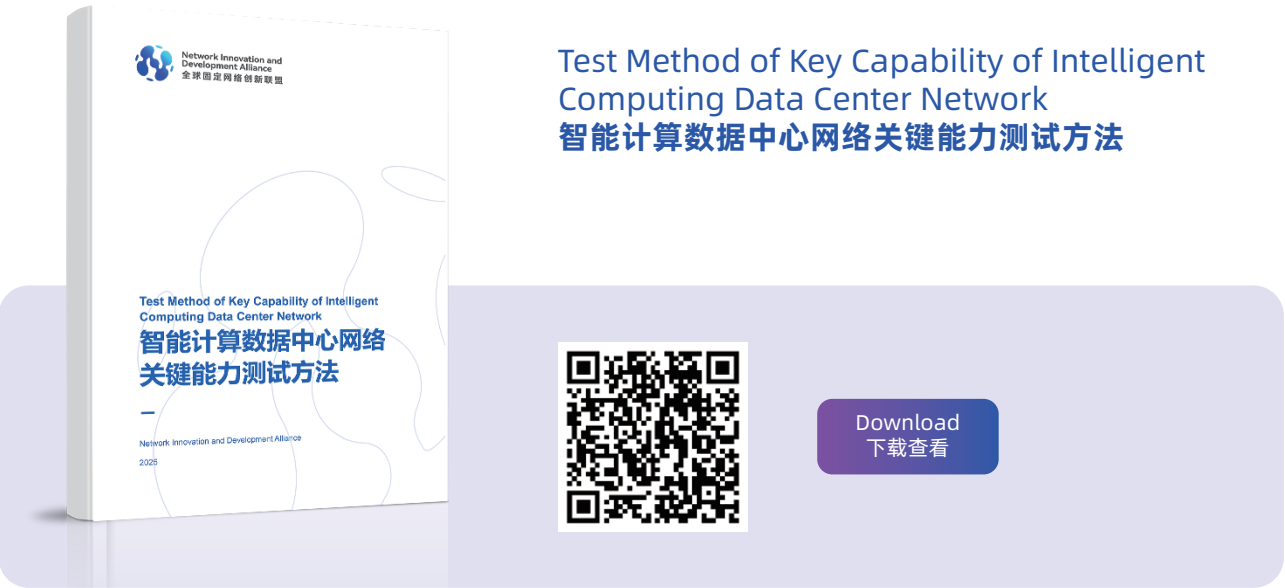 Network Innovation and
Development Alliance
全球固定网络创新联盟
Test Method of Key Capability of Intelligent
Computing Data Center Network
智能计算数据中心网络
关键能力测试方法
Network Innovation and Development Alliance
2025
Test Method of Key Capability of Intelligent
Computing Data Center Network
智能计算数据中心网络关键能力测试方法
Download
下载查看